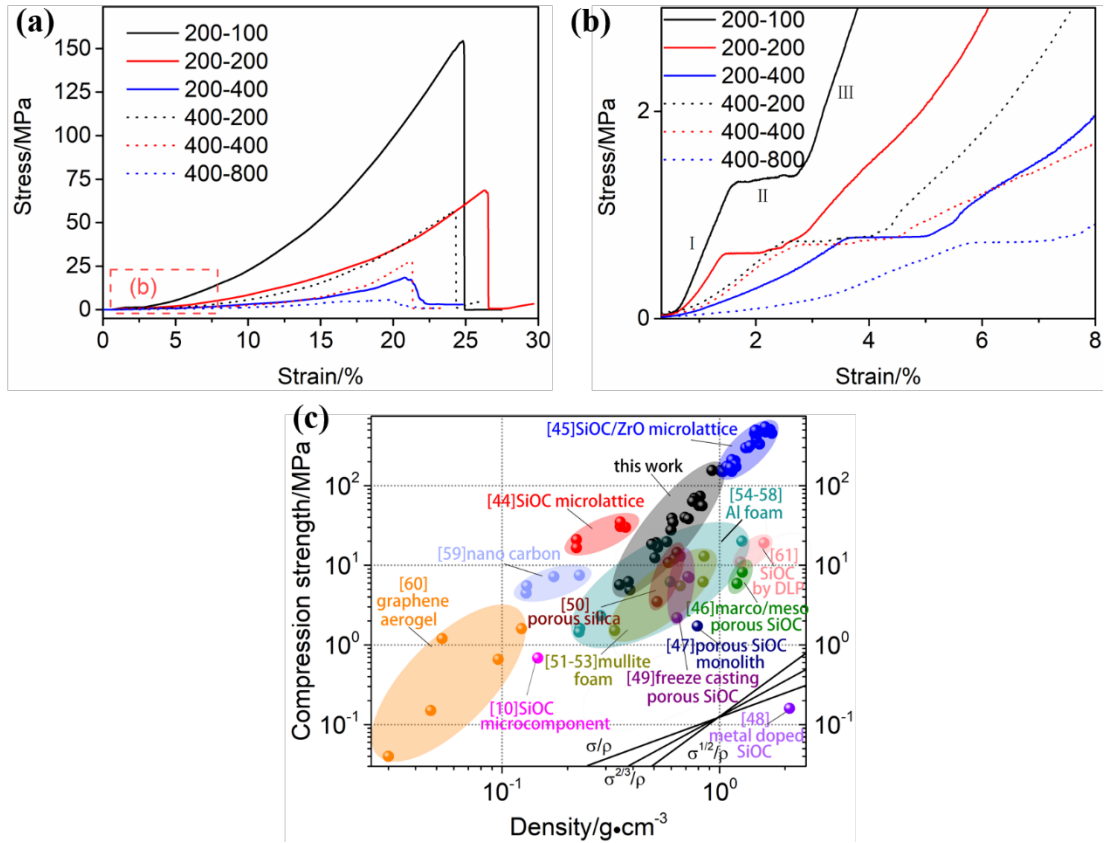 (a)
200-100
200-200
200-400
400-200
400-400
400-800
150
125
100
75
50
25
0
(b)
0
5
10
15
20
25
30
Stress/MPa
Strain/%
(b)
200-100
200-200
200-400
400-200
400-400
400-800
I
II
III
2
0
2
4
6
8
Stress/MPa
Strain/%
(c)
[45]SiOC/ZrO microlattice
this work
[44]SiOC microlattice
[54-58]
Al foam
[59]nano carbon
[61]
SiOC
by DLP
[60]
graphene
aerogel
[50]
porous silica
[46]marco/meso
porous SiOC
[51-53]mullite
foam
[47]porous SiOC
monolith
[49]freeze casting
porous SiOC
[10]SiOC
microcomponent
[48]
metal doped
SiOC
σ/ρ
σ2/3/ρ
σ1/2/ρ
10²
10¹
10⁰
10⁻¹
10²
10¹
10⁰
10⁻¹
10⁻¹
10⁰
Compression strength/MPa
Density/g•cm⁻³